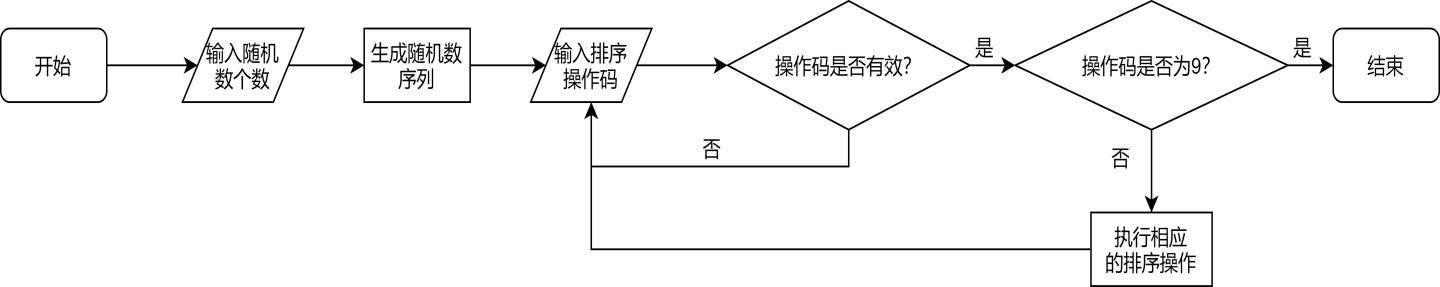 开始
输入随机
数个数
生成随机数
序列
输入排序
操作码
操作码是否有效?
是
操作码是否为9?
是
结束
否
否
执行相应
的排序操作